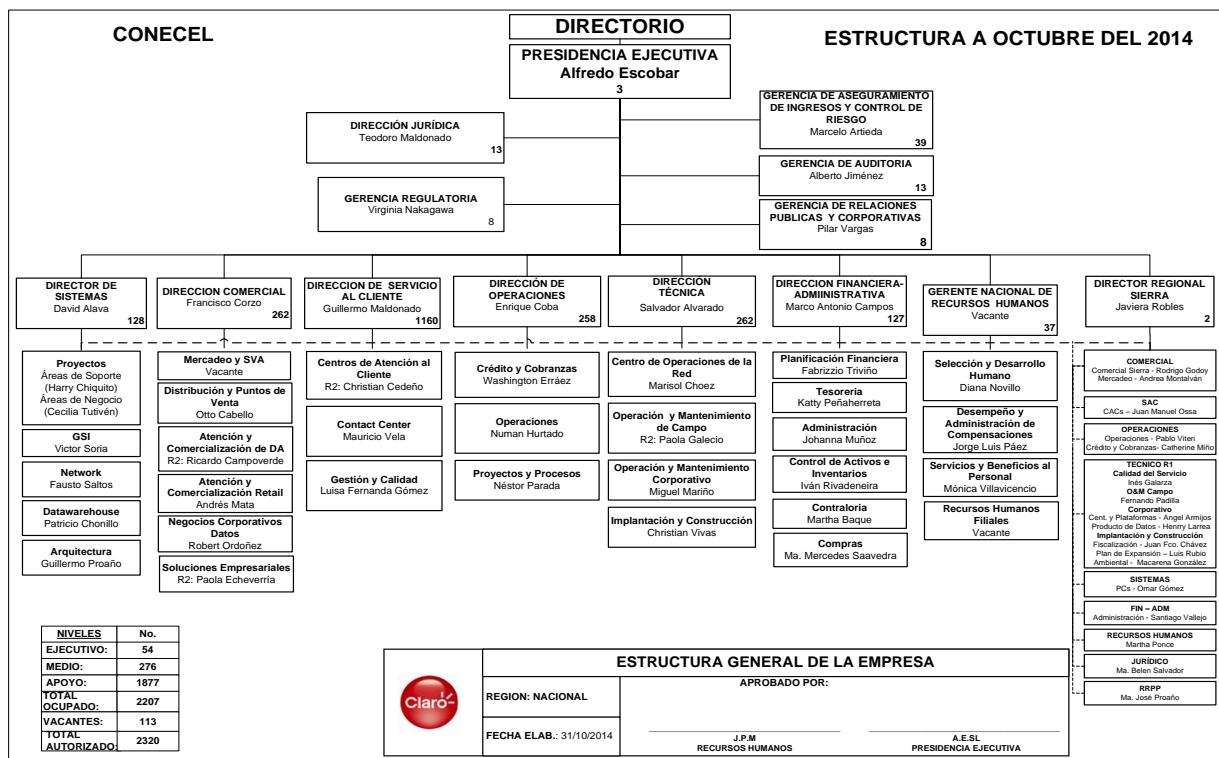 CONECEL
DIRECTORIO
ESTRUCTURA A OCTUBRE DEL 2014
PRESIDENCIA EJECUTIVA
Alfredo Escobar
3
DIRECCIÓN JURÍDICA
Teodoro Maldonado
13
GERENCIA REGULATORIA
Virginia Nakagawa
8
GERENCIA DE ASEGURAMIENTO
DE INGRESOS Y CONTROL DE
RIESGO
Marcelo Artieda
39
GERENCIA DE AUDITORIA
Alberto Jiménez
13
GERENCIA DE RELACIONES
PUBLICAS Y CORPORATIVAS
Pilar Vargas
8
DIRECTOR DE
SISTEMAS
David Alava
128
DIRECCION COMERCIAL
Francisco Corzo
262
DIRECCION DE SERVICIO
AL CLIENTE
Guillermo Maldonado
1160
DIRECCIÓN DE
OPERACIONES
Enrique Coba
258
DIRECCIÓN
TÉCNICA
Salvador Alvarado
262
DIRECCION FINANCIERA-
ADMIINISTRATIVA
Marco Antonio Campos
127
GERENTE NACIONAL
DE RECURSOS HUMANOS
Vacante
37
DIRECTOR REGIONAL
SIERRA
Javiera Robles
2
Proyectos
Áreas de Soporte
(Harry Chiquito)
Áreas de Negocio
(Cecilia Tutivén)
GSI
Victor Soria
Network
Fausto Saltos
Datawarehouse
Patricio Chonillo
Arquitectura
Guillermo Proaño
Mercadeo y SVA
Vacante
Distribución y Puntos de
Venta
Otto Cabello
Atención y
Comercialización de DA
R2: Ricardo Campoverde
Atención y
Comercialización Retail
Andrés Mata
Negocios Corporativos
Datos
Robert Ordoñez
Soluciones Empresariales
R2: Paola Echeverría
Centros de Atención al
Cliente
R2: Christian Cedeño
Contact Center
Mauricio Vela
Gestión y Calidad
Luisa Fernanda Gómez
Crédito y Cobranzas
Washington Erráez
Operaciones
Numan Hurtado
Proyectos y Procesos
Néstor Parada
Centro de Operaciones de la
Red
Marisol Choez
Operación y Mantenimiento
de Campo
R2: Paola Galecio
Operación y Mantenimiento
Corporativo
Miguel Mariño
Implantación y Construcción
Christian Vivas
Planificación Financiera
Fabrizzio Triviño
Tesoreria
Katty Peñaherreta
Administración
Johanna Muñoz
Control de Activos e
Inventarios
Iván Rivadeneira
Contraloria
Martha Baque
Compras
Ma. Mercedes Saavedra
Selección y Desarrollo
Humano
Diana Novillo
Desempeño y
Administración de
Compensaciones
Jorge Luis Páez
Servicios y Beneficios al
Personal
Mónica Villavicencio
Recursos Humanos
Filiales
Vacante
COMERCIAL
Comercial Sierra - Rodrigo Godoy
Mercadeo - Andrea Montalván
SAC
CACs – Juan Manuel Ossa
OPERACIONES
Operaciones - Pablo Viteri
Crédito y Cobranzas- Catherine Miño
TECNICO R1
Calidad del Servicio
Inés Galarza
O&M Campo
Fernando Padilla
Corporativo
Cent. y Plataformas - Angel Armijos
Producto de Datos - Henrry Larrea
Implantación y Construcción
Fiscalización - Juan Fco. Chávez
Plan de Expansión – Luis Rubio
Ambiental - Macarena González
SISTEMAS
PCs - Omar Gómez
FIN – ADM
Administración - Santiago Vallejo
RECURSOS HUMANOS
Martha Ponce
JURÍDICO
Ma. Belen Salvador
RRPP
Ma. José Proaño
NIVELES No.
EJECUTIVO: 54
MEDIO: 276
APOYO: 1877
TOTAL OCUPADO: 2207
VACANTES: 113
TOTAL AUTORIZADO: 2320
Claro
ESTRUCTURA GENERAL DE LA EMPRESA
REGION: NACIONAL
FECHA ELAB.: 31/10/2014
APROBADO POR:
J.P.M
RECURSOS HUMANOS
A.E.SL
PRESIDENCIA EJECUTIVA